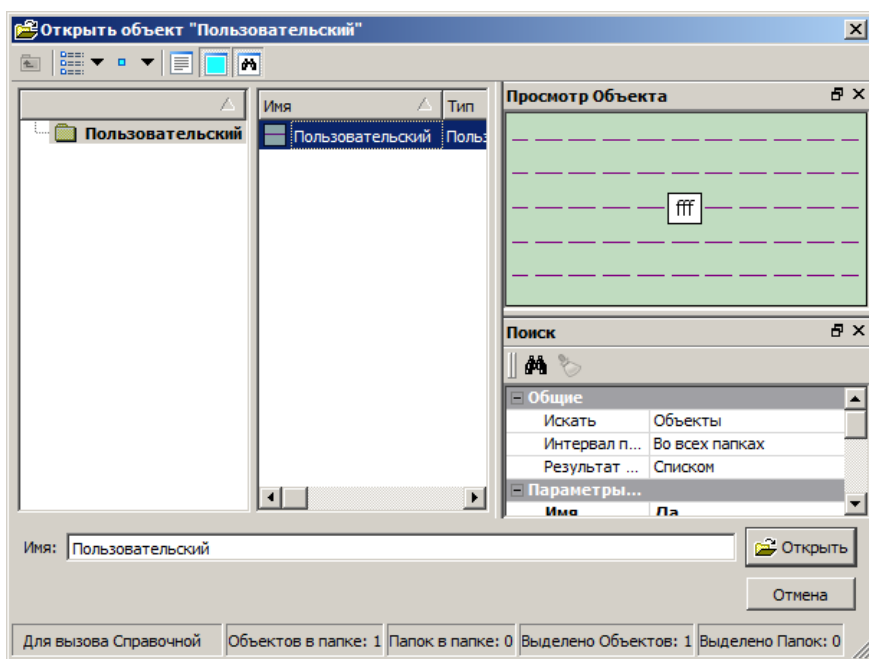 Открыть объект "Пользовательский"
Пользовательский
Имя
Тип
Пользовательский
Просмотр Объекта
fff
Поиск
Общие
Искать Объекты
Интервал п... Во всех папках
Результат ... Списком
Параметры...
Имя Да
Имя: Пользовательский
Открыть
Отмена
Для вызова Справочной Объектов в папке: 1 Папок в папке: 0 Выделено Объектов: 1 Выделено Папок: 0